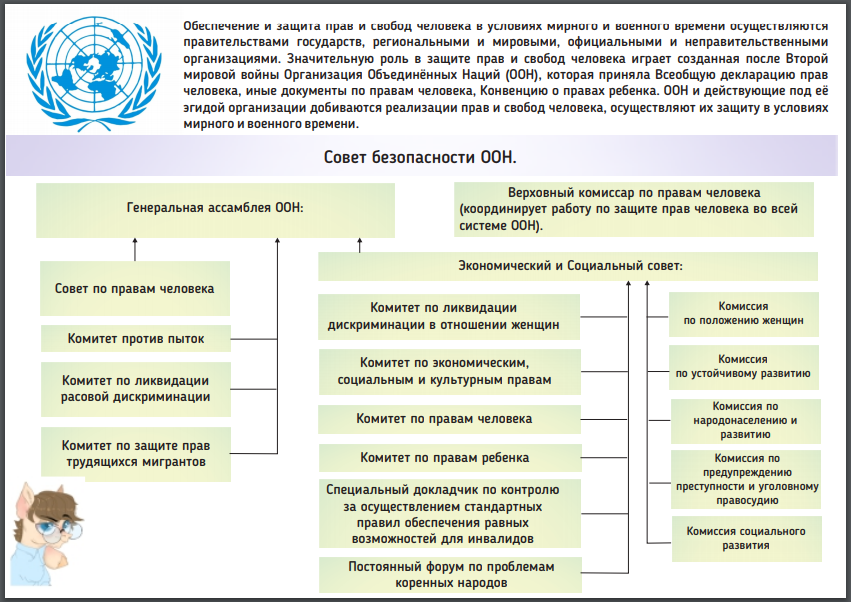 Обеспечение и защита прав и свобод человека в условиях мирного и военного времени осуществляются
правительствами государств, региональными и мировыми, официальными и неправительственными
организациями. Значительную роль в защите прав и свобод человека играет созданная после Второй
мировой войны Организация Объединённых Наций (ООН), которая приняла Всеобщую декларацию прав
человека, иные документы по правам человека, Конвенцию о правах ребенка. ООН и действующие под её
эгидой организации добиваются реализации прав и свобод человека, осуществляют их защиту в условиях
мирного и военного времени.
Совет безопасности ООН.
Генеральная ассамблея ООН:
Верховный комиссар по правам человека
(координирует работу по защите прав человека во всей
системе ООН).
Совет по правам человека
Комитет против пыток
Комитет по ликвидации
расовой дискриминации
Комитет по защите прав
трудящихся мигрантов
Экономический и Социальный совет:
Комитет по ликвидации
дискриминации в отношении женщин
Комитет по экономическим,
социальным и культурным правам
Комитет по правам человека
Комитет по правам ребенка
Специальный докладчик по контролю
за осуществлением стандартных
правил обеспечения равных
возможностей для инвалидов
Постоянный форум по проблемам
коренных народов
Комиссия
по положению женщин
Комиссия
по устойчивому развитию
Комиссия по
народонаселению и
развитию
Комиссия по
предупреждению
преступности и уголовному
правосудию
Комиссия социального
развития